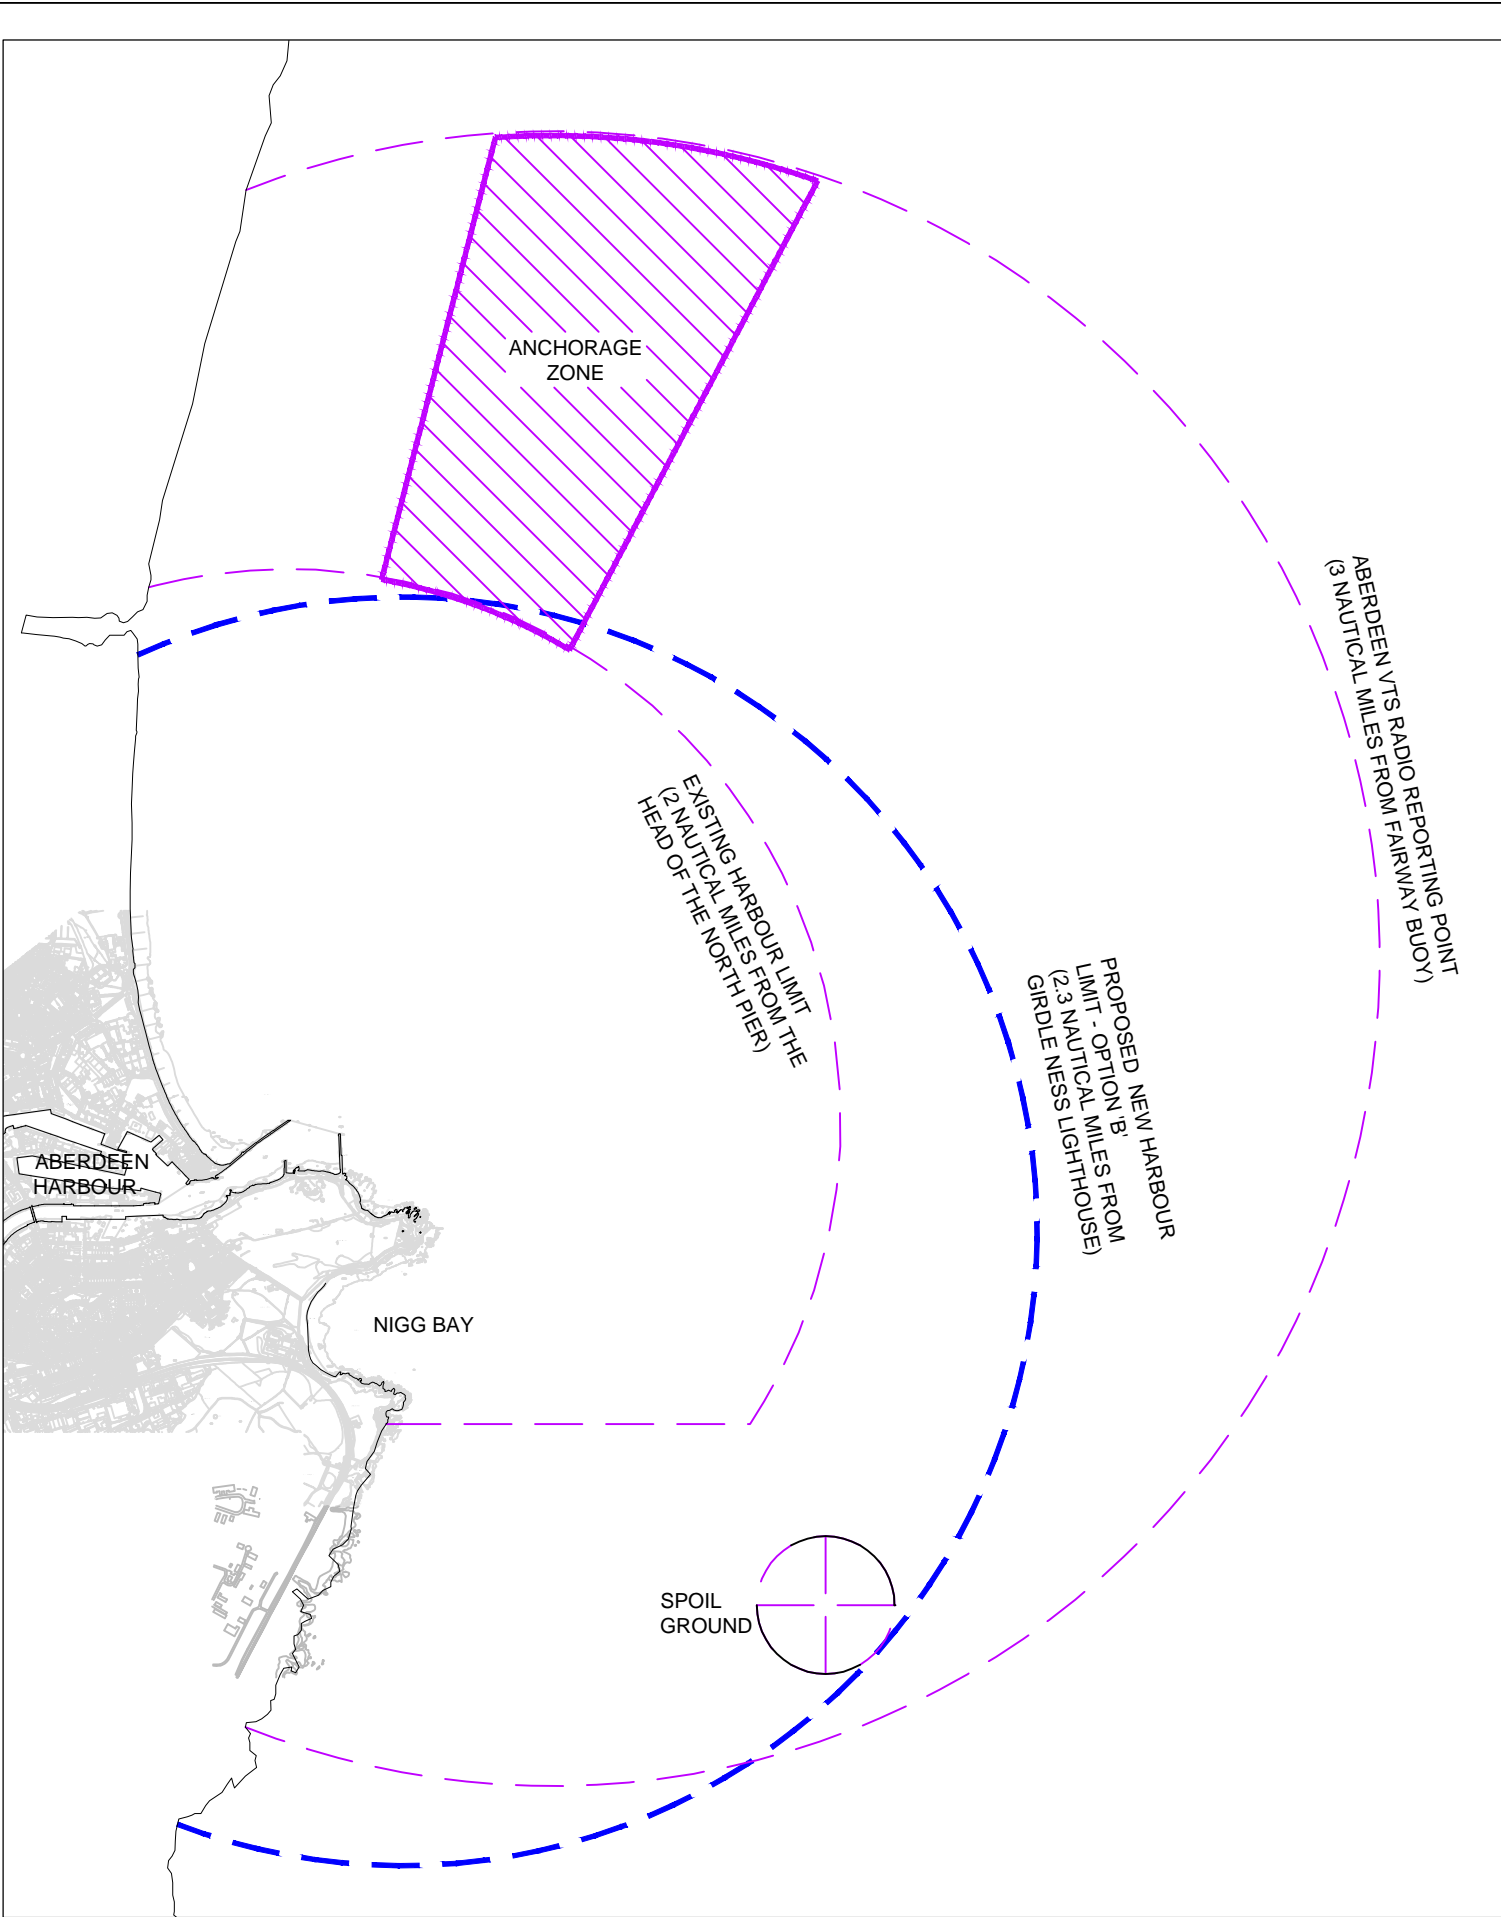 ANCHORAGE
ZONE
ABERDEEN VTS RADIO REPORTING POINT
(3 NAUTICAL MILES FROM FAIRWAY BUOY)
EXISTING HARBOUR LIMIT
(2 NAUTICAL MILES FROM THE
HEAD OF THE NORTH PIER)
PROPOSED NEW HARBOUR
LIMIT - OPTION 'B'
(2.3 NAUTICAL MILES FROM
GIRDLE NESS LIGHTHOUSE)
ABERDEEN
HARBOUR
NIGG BAY
SPOIL
GROUND